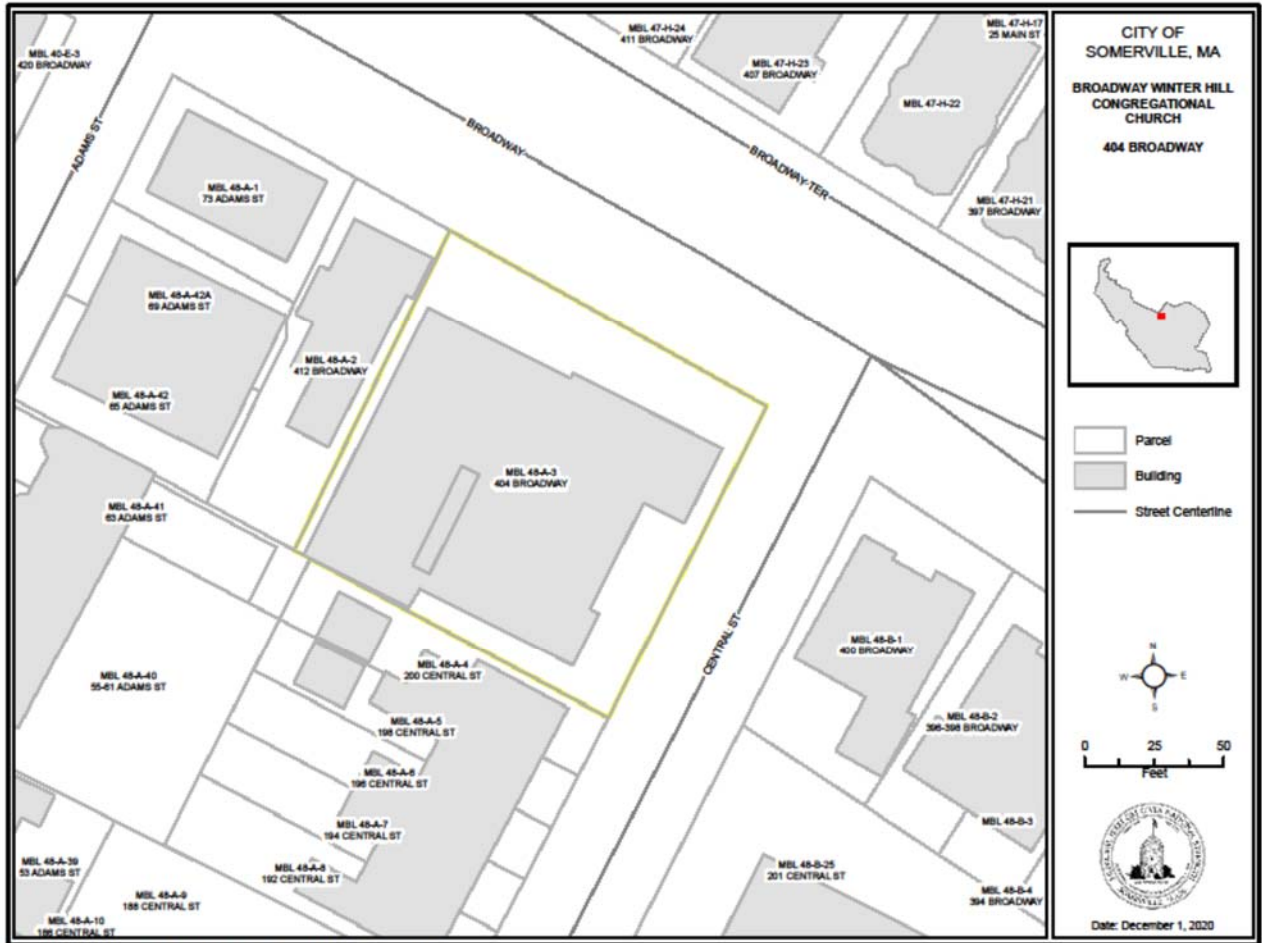 MBL 40-E-3
420 BROADWAY
ADAMS ST
MBL 47-H-24
411 BROADWAY
MBL 47-H-23
407 BROADWAY
MBL 47-H-17
25 MAIN ST
MBL 47-H-22
BROADWAY
BROADWAY TER
MBL 47-H-21
397 BROADWAY
MBL 48-A-1
73 ADAMS ST
MBL 48-A-42A
69 ADAMS ST
MBL 48-A-2
412 BROADWAY
MBL 48-A-42
65 ADAMS ST
MBL 48-A-3
404 BROADWAY
MBL 48-A-41
63 ADAMS ST
CENTRAL ST
MBL 48-B-1
400 BROADWAY
MBL 48-A-4
200 CENTRAL ST
MBL 48-A-40
55-61 ADAMS ST
MBL 48-A-5
198 CENTRAL ST
MBL 48-B-2
396-398 BROADWAY
MBL 48-A-6
196 CENTRAL ST
MBL 48-A-7
194 CENTRAL ST
MBL 48-B-3
MBL 48-A-39
53 ADAMS ST
MBL 48-A-8
192 CENTRAL ST
MBL 48-B-25
201 CENTRAL ST
MBL 48-A-9
188 CENTRAL ST
MBL 48-B-4
394 BROADWAY
MBL 48-A-10
186 CENTRAL ST
CITY OF
SOMERVILLE, MA
BROADWAY WINTER HILL
CONGREGATIONAL
CHURCH
404 BROADWAY
Parcel
Building
Street Centerline
N
W E
S
0 25 50
Feet
Date: December 1, 2020